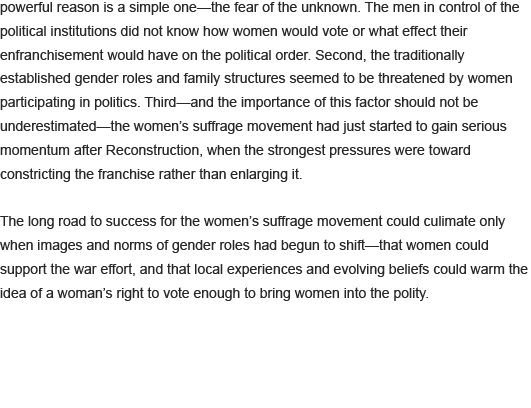 powerful reason is a simple one—the fear of the unknown. The men in control of the
political institutions did not know how women would vote or what effect their
enfranchisement would have on the political order. Second, the traditionally
established gender roles and family structures seemed to be threatened by women
participating in politics. Third—and the importance of this factor should not be
underestimated—the women’s suffrage movement had just started to gain serious
momentum after Reconstruction, when the strongest pressures were toward
constricting the franchise rather than enlarging it.
The long road to success for the women’s suffrage movement could culimate only
when images and norms of gender roles had begun to shift—that women could
support the war effort, and that local experiences and evolving beliefs could warm the
idea of a woman’s right to vote enough to bring women into the polity.